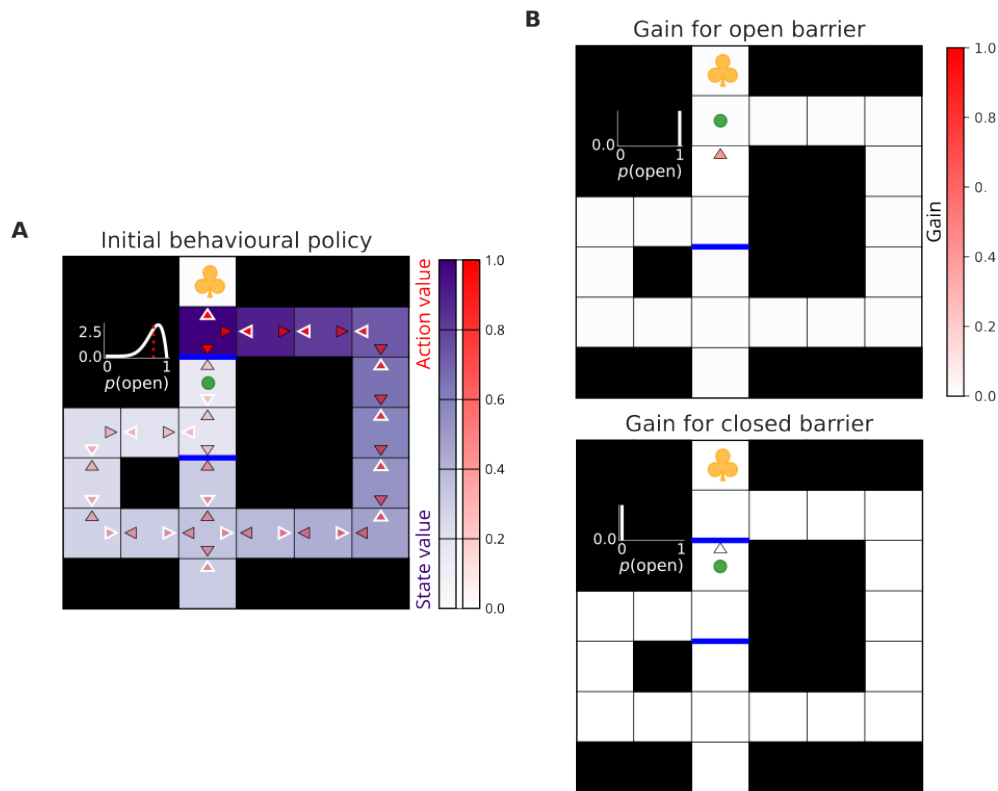 A
Initial behavioural policy
2.5
0.0
0
1
p(open)
State value
Action value
1.0
0.8
0.6
0.4
0.2
0.0
B
Gain for open barrier
0.0
0
1
p(open)
Gain
1.0
0.8
0.
0.4
0.2
0.0
Gain for closed barrier
0.0
0
1
p(open)